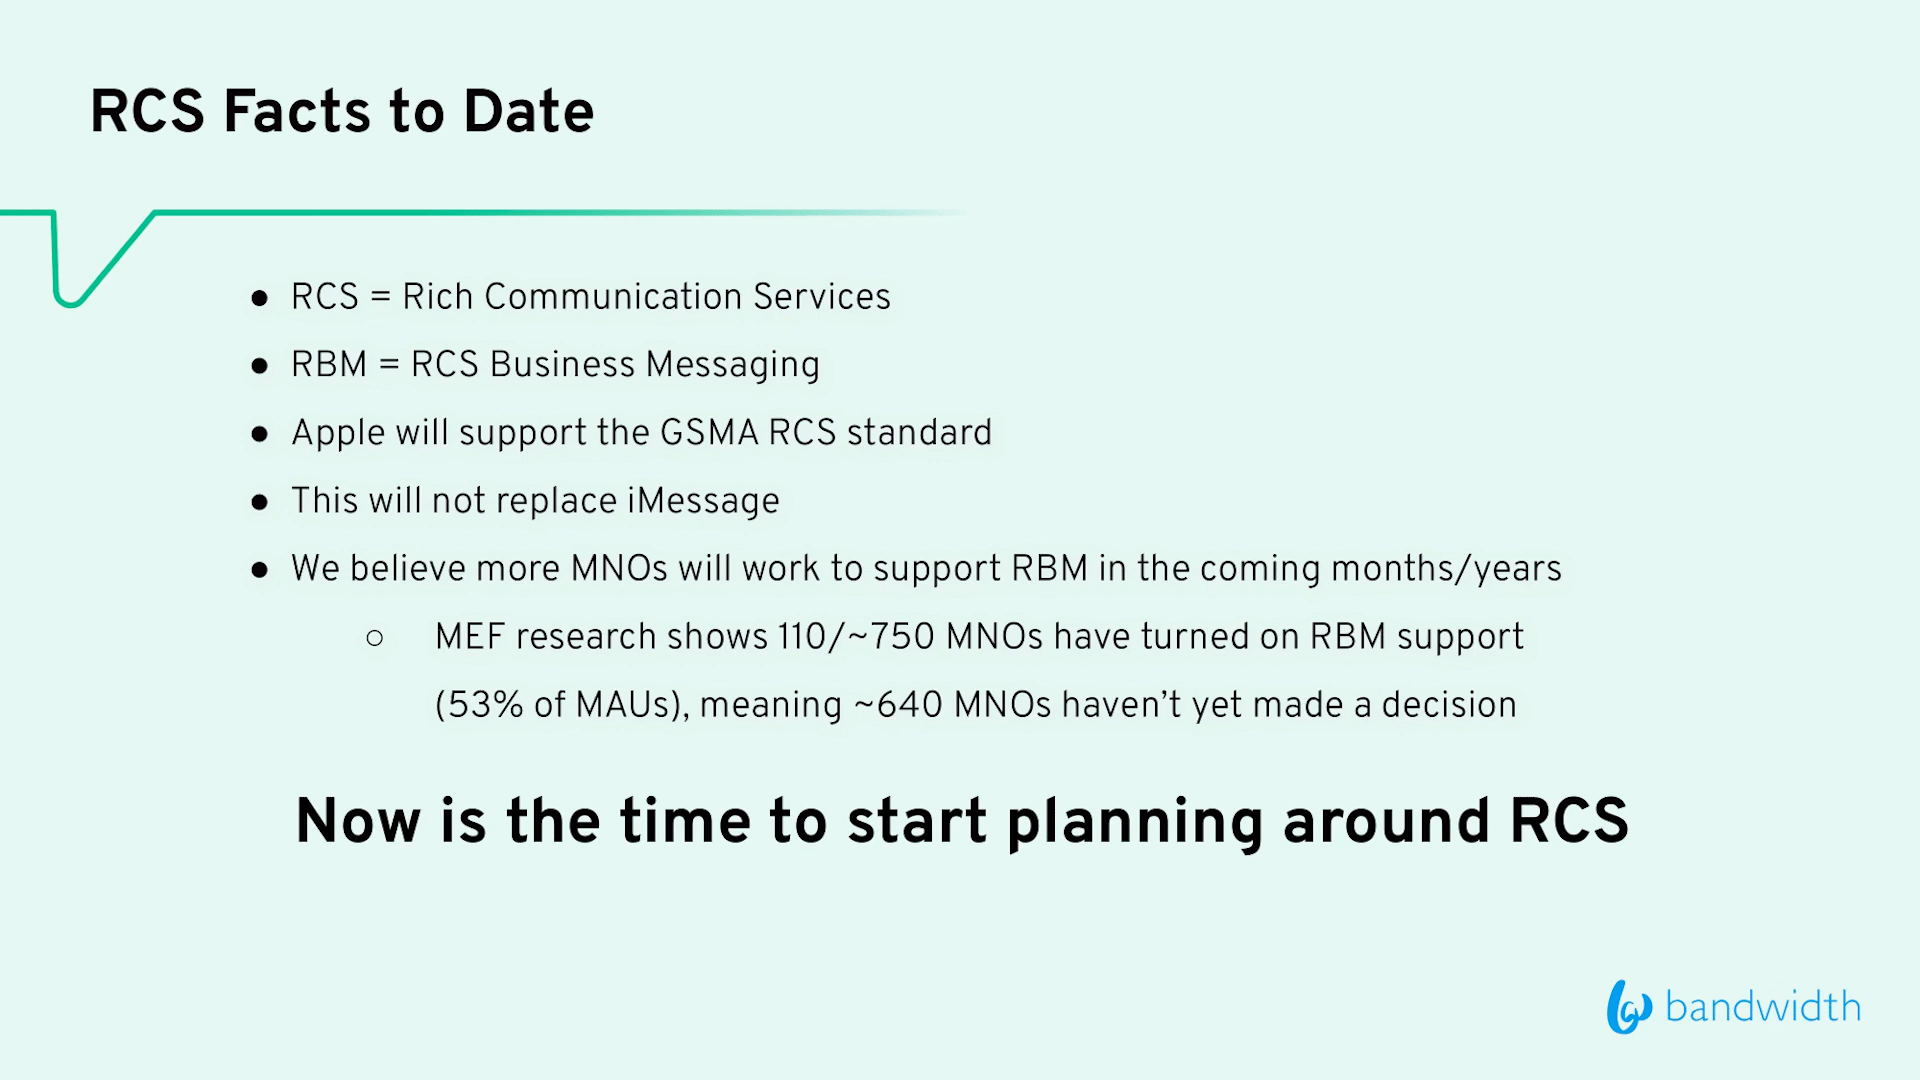 RCS Facts to Date
● RCS = Rich Communication Services
● RBM = RCS Business Messaging
● Apple will support the GSMA RCS standard
● This will not replace iMessage
● We believe more MNOs will work to support RBM in the coming months/years
○ MEF research shows 110/~750 MNOs have turned on RBM support
(53% of MAUs), meaning ~640 MNOs haven’t yet made a decision
Now is the time to start planning around RCS
bandwidth